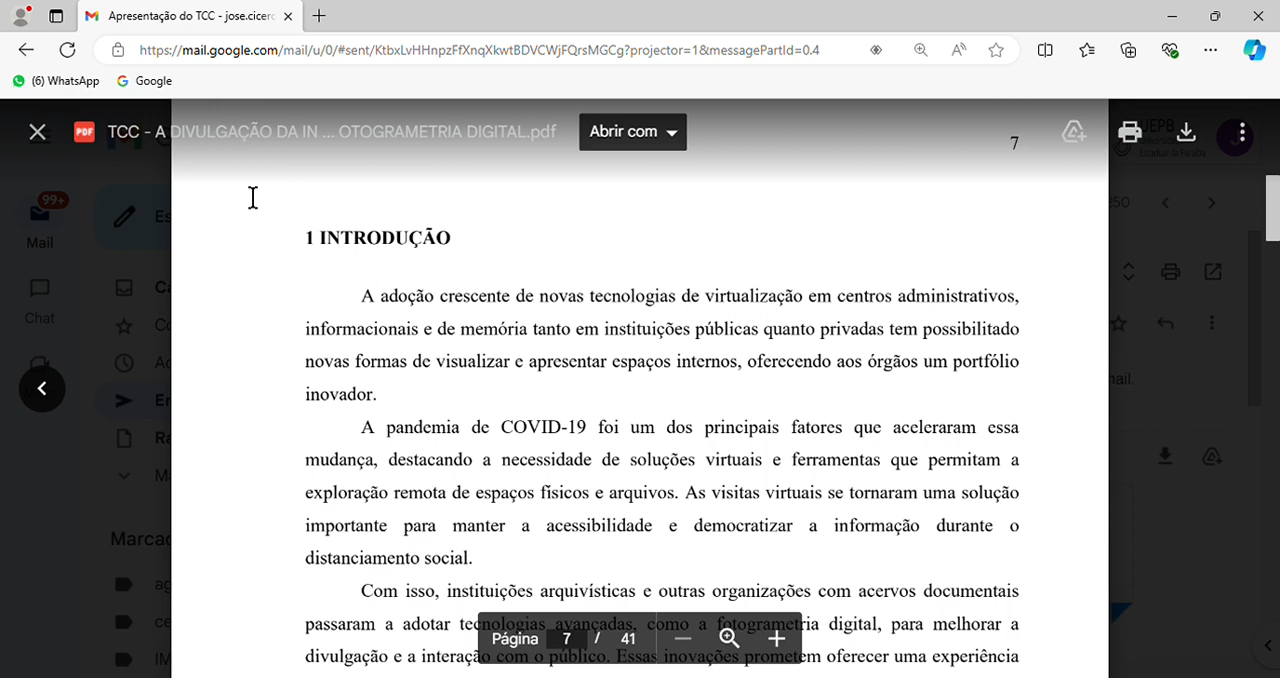 Apresentação do TCC - jose.cicerc
https://mail.google.com/mail/u/0/#sent/KtbxLvHHnpzFfXnqXkwtBDVCWjFQrsMGCg?projector=1&messagePartId=0.4
(6) WhatsApp
Google
PDF TCC - A DIVULGAÇÃO DA IN ... OTOGRAMETRIA DIGITAL.pdf
Abrir com
UEPB
7
99+
Mail
Chat
1 INTRODUÇÃO
A adoção crescente de novas tecnologias de virtualização em centros administrativos,
informacionais e de memória tanto em instituições públicas quanto privadas tem possibilitado
novas formas de visualizar e apresentar espaços internos, oferecendo aos órgãos um portfólio
inovador.
A pandemia de COVID-19 foi um dos principais fatores que aceleraram essa
mudança, destacando a necessidade de soluções virtuais e ferramentas que permitam a
exploração remota de espaços físicos e arquivos. As visitas virtuais se tornaram uma solução
importante para manter a acessibilidade e democratizar a informação durante o
distanciamento social.
Com isso, instituições arquivísticas e outras organizações com acervos documentais
passaram a adotar tecnologias avançadas, como a fotogrametria digital, para melhorar a
divulgação e a interação com o público. Essas inovações prometem oferecer uma experiência
Página 7 / 41
Marcad
ag
ce
IM